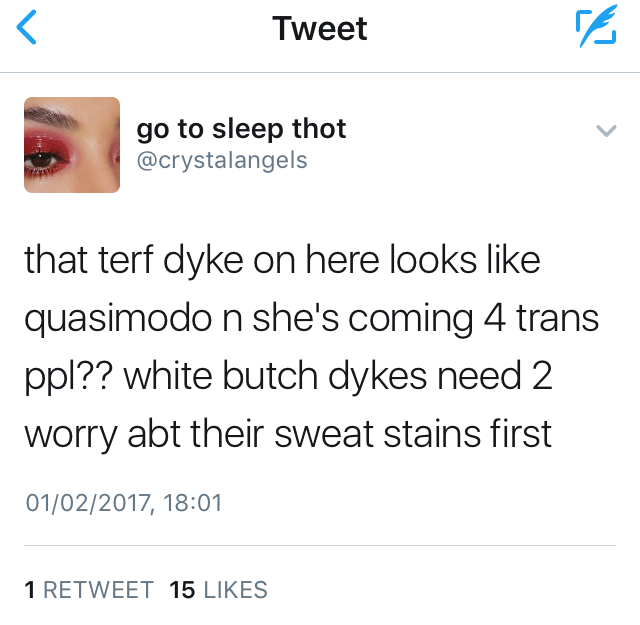 Tweet
go to sleep thot
@crystalangels
that terf dyke on here looks like
quasimodo n she's coming 4 trans
ppl?? white butch dykes need 2
worry abt their sweat stains first
01/02/2017, 18:01
1 RETWEET 15 LIKES